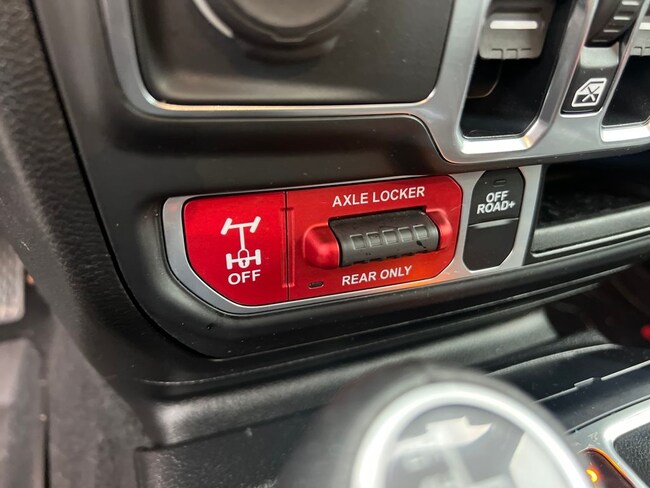 AXLE LOCKER
OFF
REAR ONLY
OFF
ROAD+